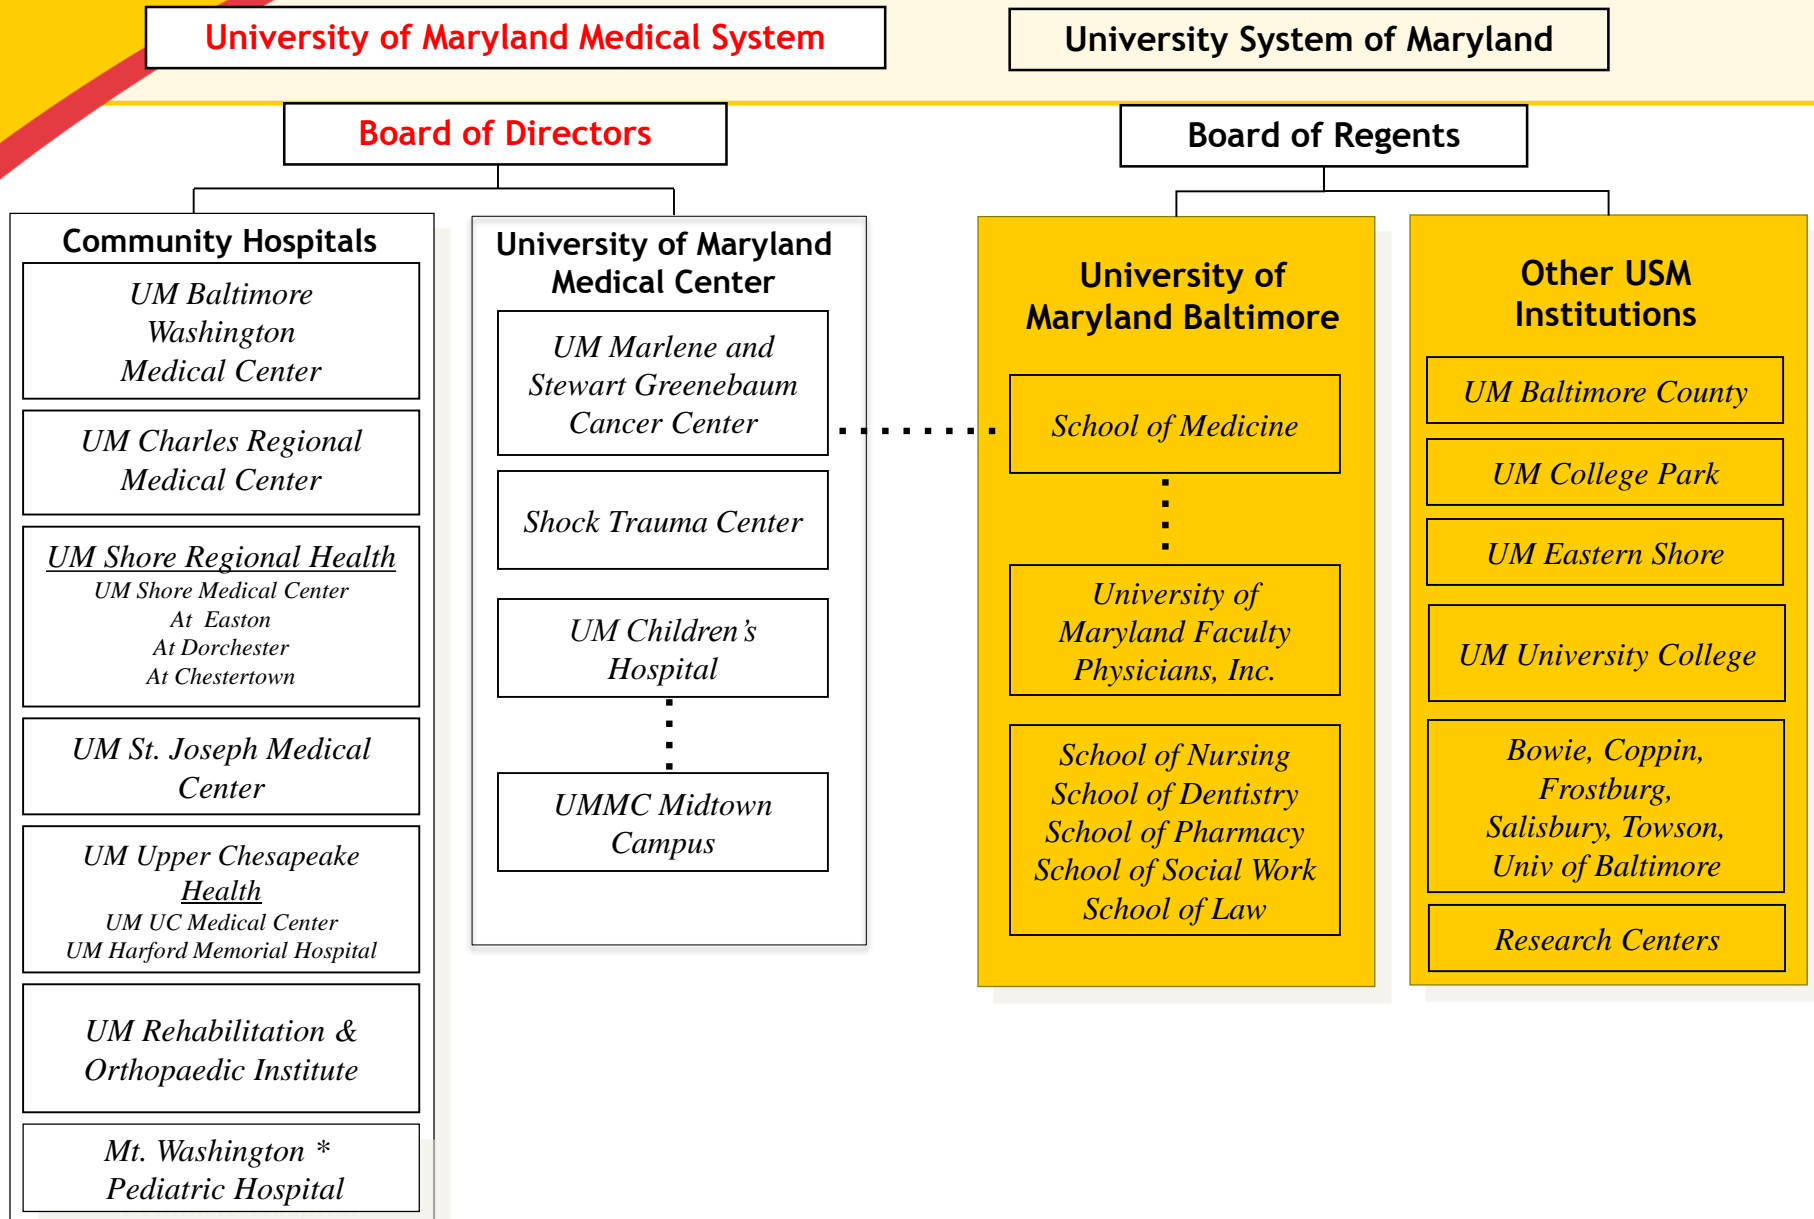 University of Maryland Medical System
University System of Maryland
Board of Directors
Board of Regents
Community Hospitals
UM Baltimore
Washington
Medical Center
UM Charles Regional
Medical Center
UM Shore Regional Health
UM Shore Medical Center
At Easton
At Dorchester
At Chestertown
UM St. Joseph Medical
Center
UM Upper Chesapeake
Health
UM UC Medical Center
UM Harford Memorial Hospital
UM Rehabilitation &
Orthopaedic Institute
Mt. Washington *
Pediatric Hospital
University of Maryland
Medical Center
UM Marlene and
Stewart Greenebaum
Cancer Center
Shock Trauma Center
UM Children’s
Hospital
UMMC Midtown
Campus
University of
Maryland Baltimore
School of Medicine
University of
Maryland Faculty
Physicians, Inc.
School of Nursing
School of Dentistry
School of Pharmacy
School of Social Work
School of Law
Other USM
Institutions
UM Baltimore County
UM College Park
UM Eastern Shore
UM University College
Bowie, Coppin,
Frostburg,
Salisbury, Towson,
Univ of Baltimore
Research Centers